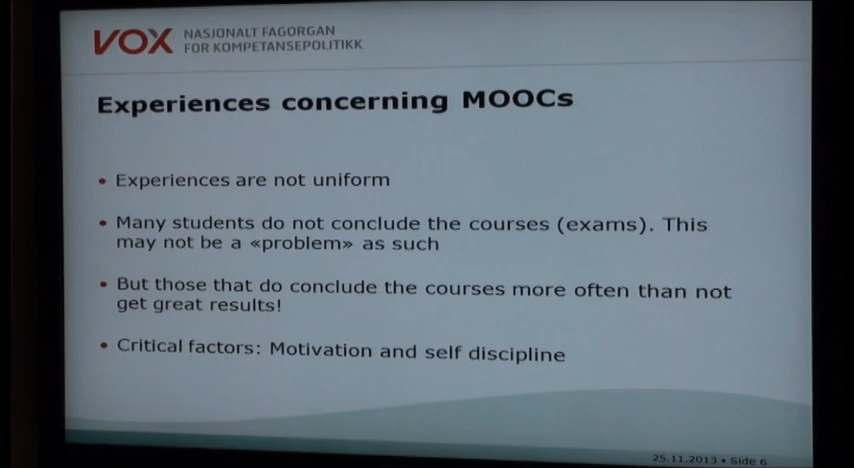 VOX NASJONALT FAGORGAN
FOR KOMPETANSEPOLITIKK
Experiences concerning MOOCs
• Experiences are not uniform
• Many students do not conclude the courses (exams). This
may not be a «problem» as such
• But those that do conclude the courses more often than not
get great results!
• Critical factors: Motivation and self discipline
25.11.2013 • Side 6